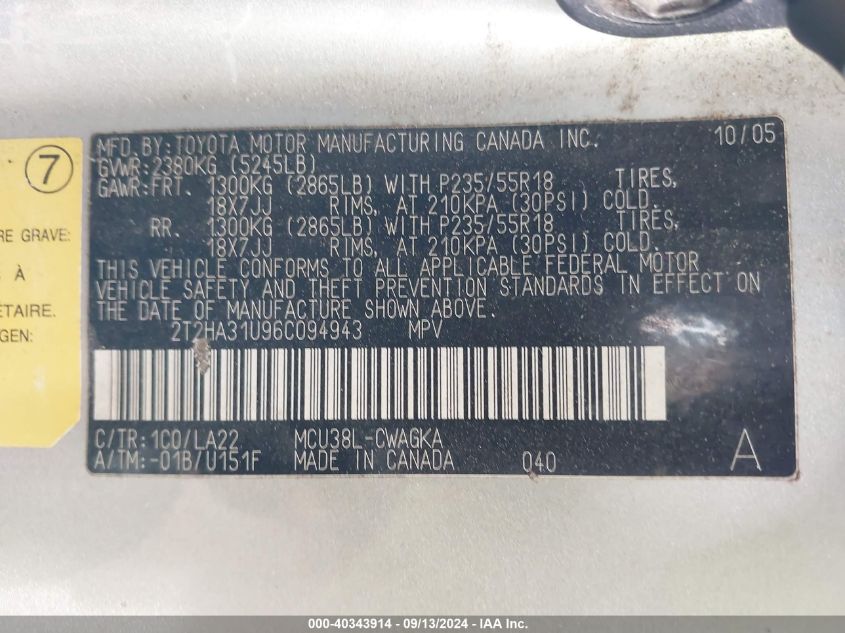 MFD. BY: TOYOTA MOTOR MANUFACTURING CANADA INC. 10/05
GVWR: 2380KG (5245LB)
GAWR: FRT. 1300KG (2865LB) WITH P235/55R18 TIRES,
18X7JJ RIMS, AT 210KPA (30PSI) COLD.
RR. 1300KG (2865LB) WITH P235/55R18 TIRES,
18X7JJ RIMS, AT 210KPA (30PSI) COLD.
THIS VEHICLE CONFORMS TO ALL APPLICABLE FEDERAL MOTOR
VEHICLE SAFETY AND THEFT PREVENTION STANDARDS IN EFFECT ON
THE DATE OF MANUFACTURE SHOWN ABOVE.
2T2HA31U96C094943 MPV
C/TR: 1C0/LA22 MCU38L-CWAGKA
A/TM: -01B/U151F MADE IN CANADA 040 A
7
RE GRAVE:
S À
ÉTAIRE.
GEN:
000-40343914 - 09/13/2024 - IAA Inc.